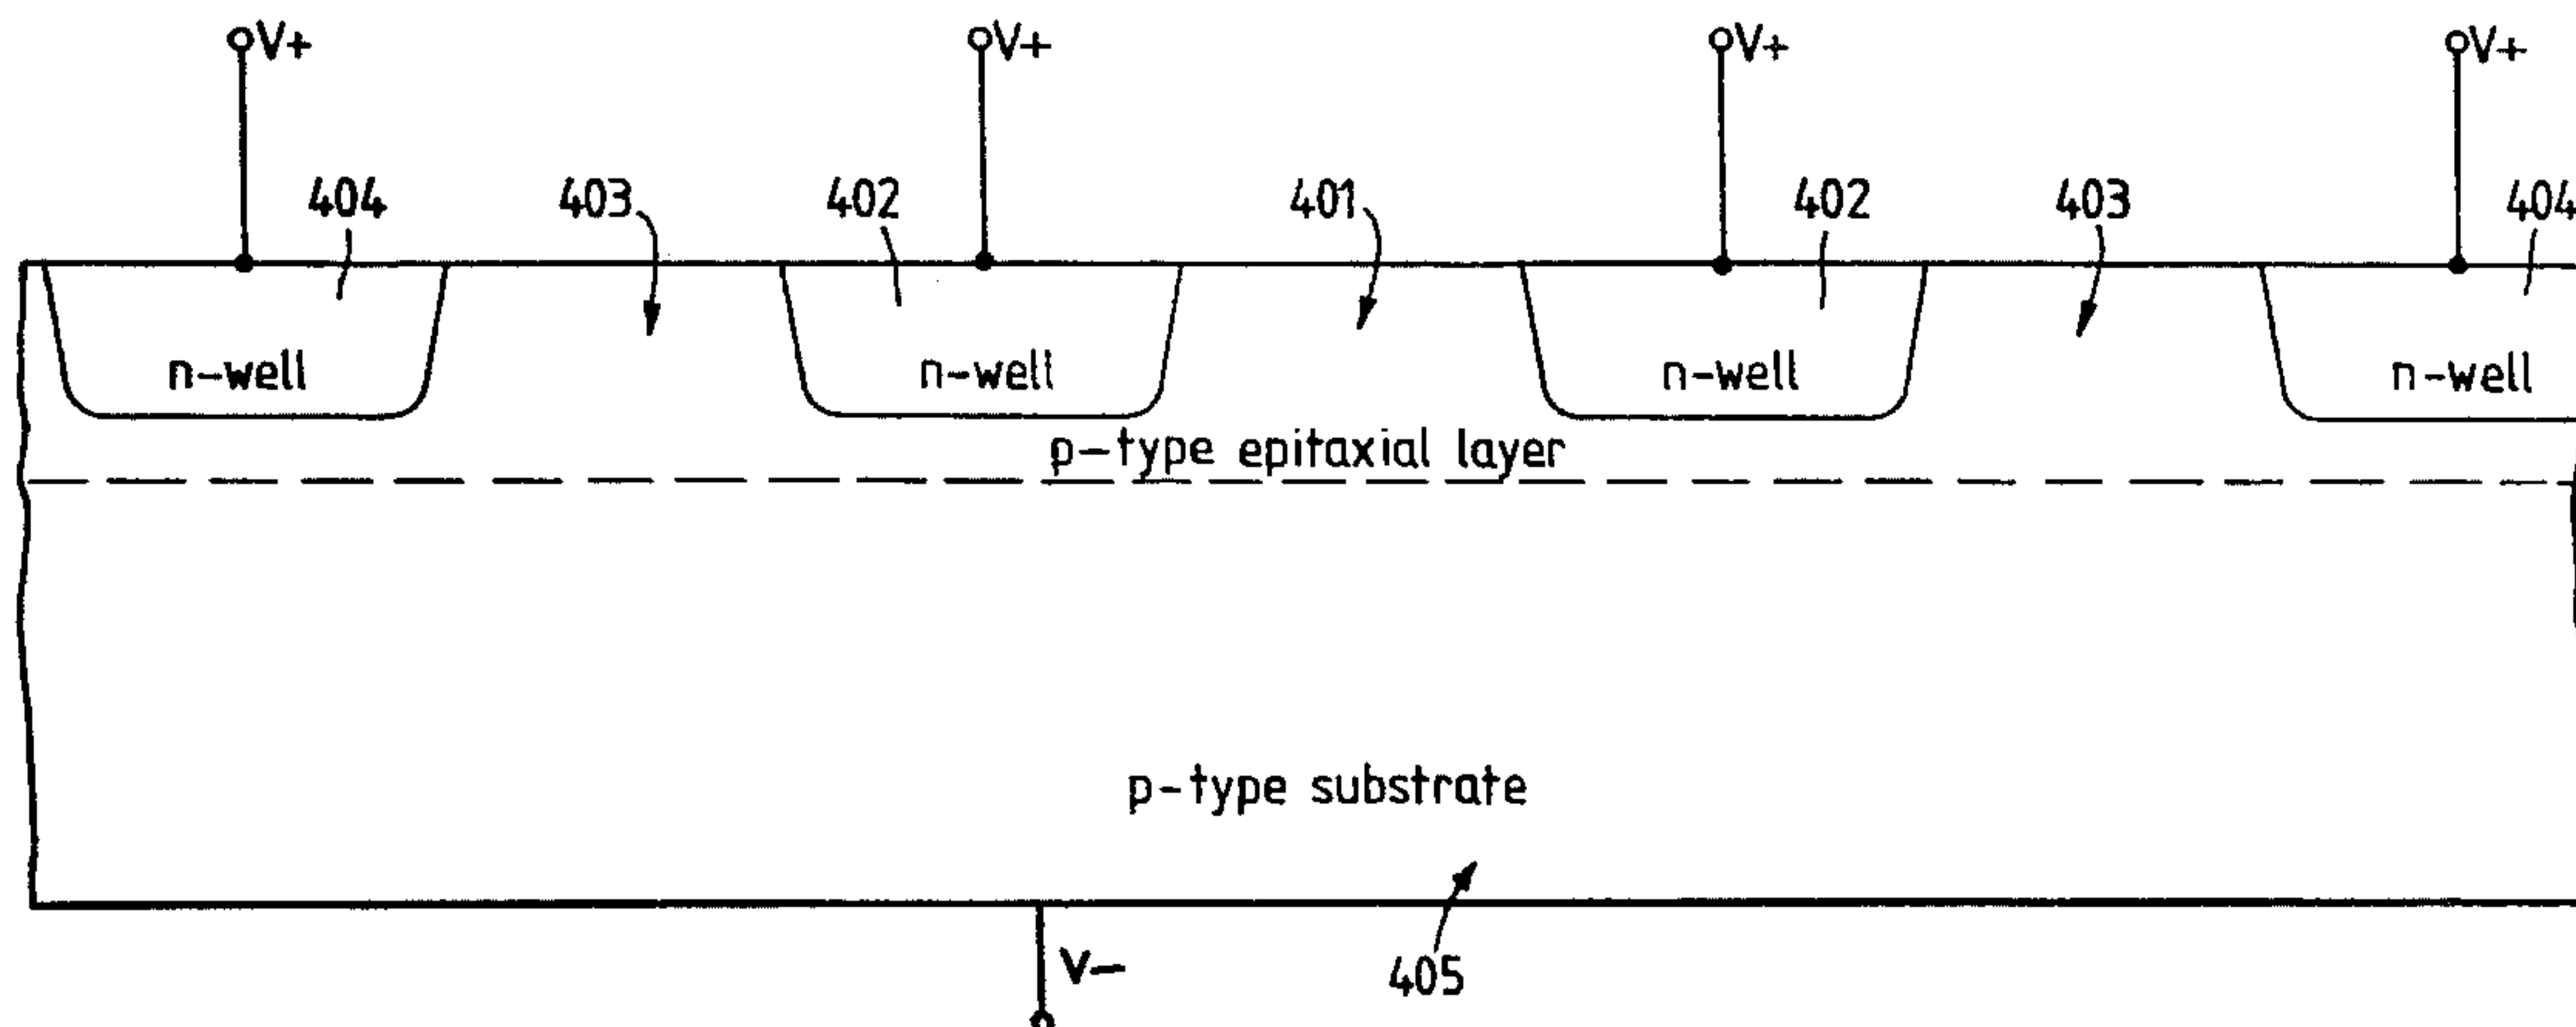 V+ V+ V+ V+
404 403 402 401 402 403 404
n-well n-well n-well n-well
p-type epitaxial layer
p-type substrate
V-
405